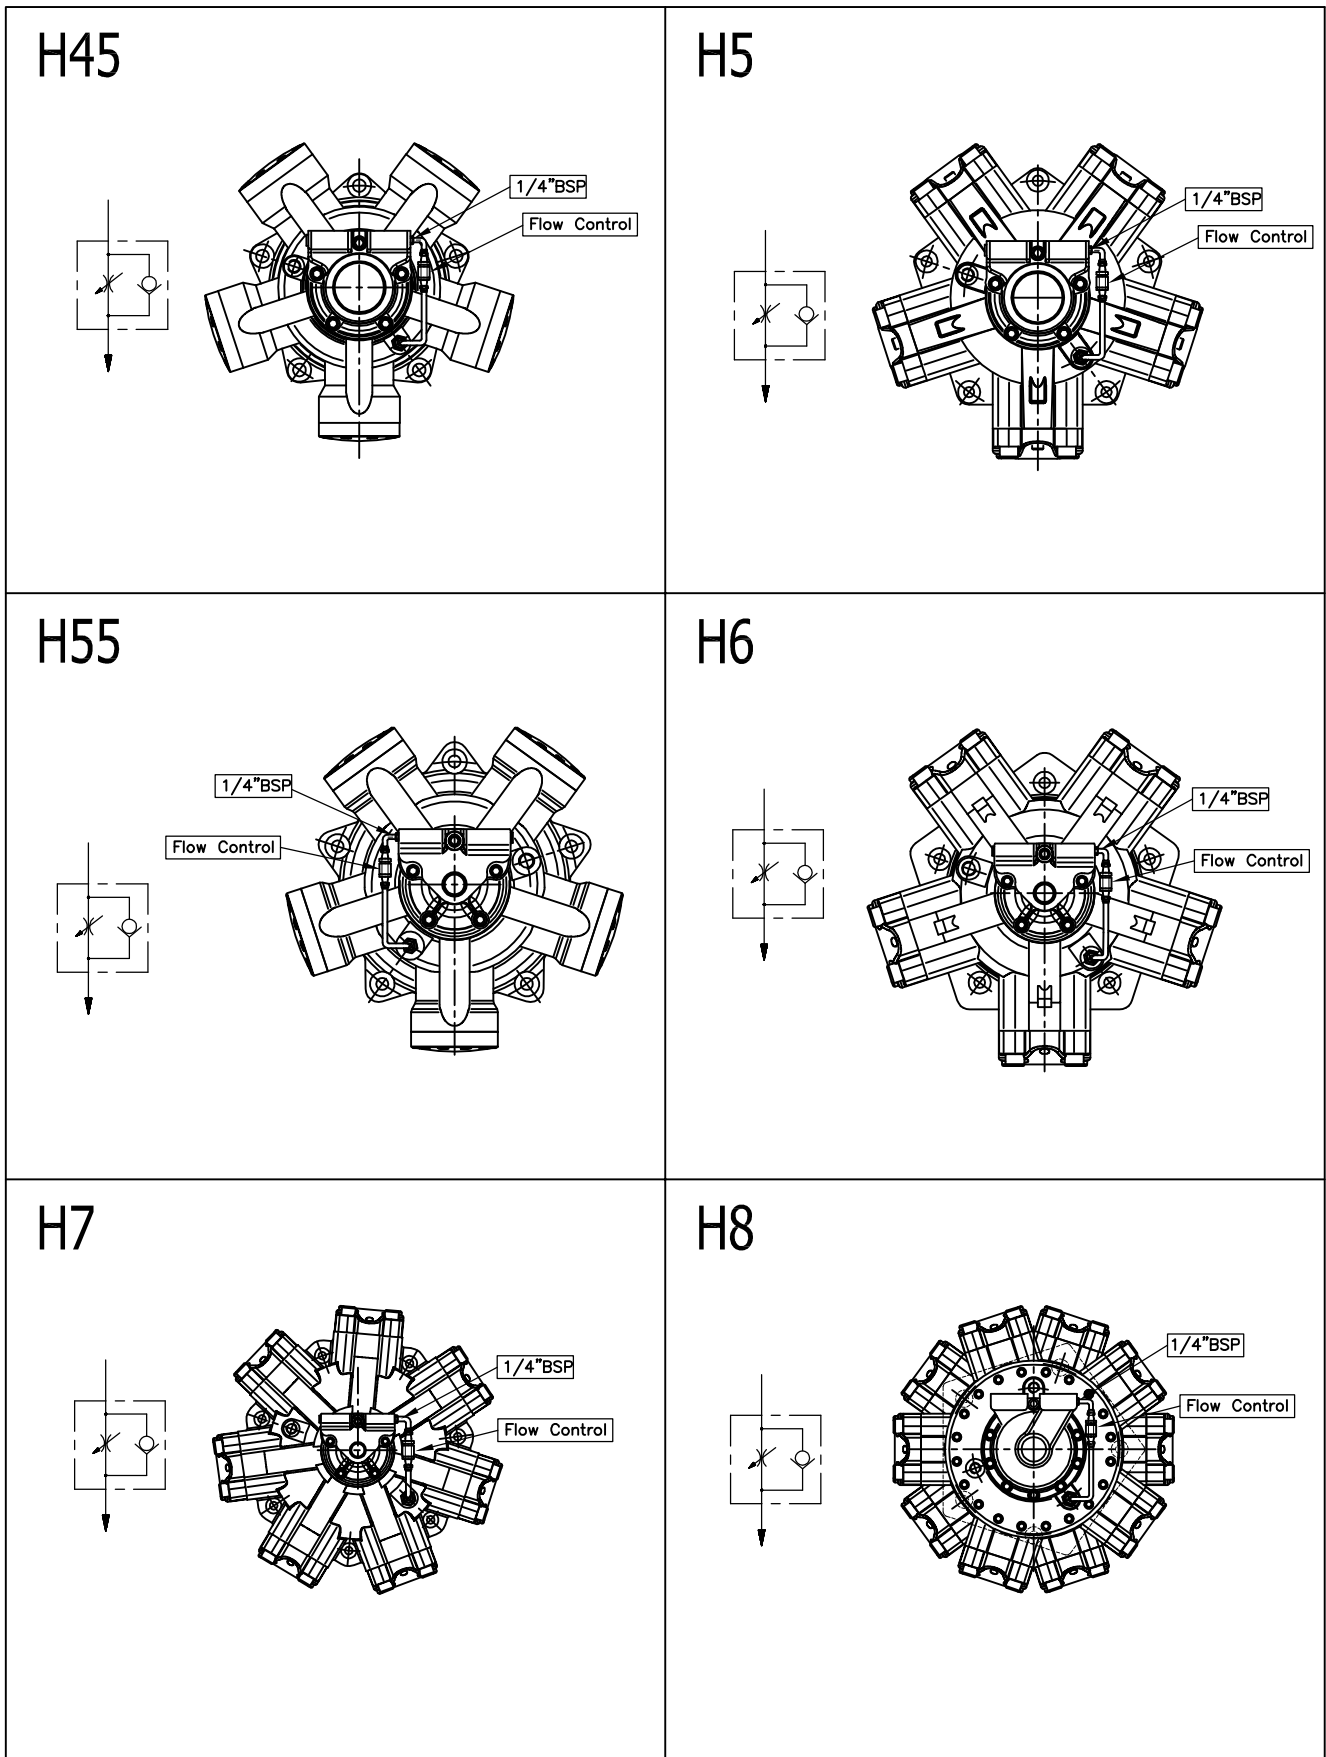 H45
1/4”BSP
Flow Control
H5
1/4”BSP
Flow Control
H55
1/4”BSP
Flow Control
H6
1/4”BSP
Flow Control
H7
1/4”BSP
Flow Control
H8
1/4”BSP
Flow Control